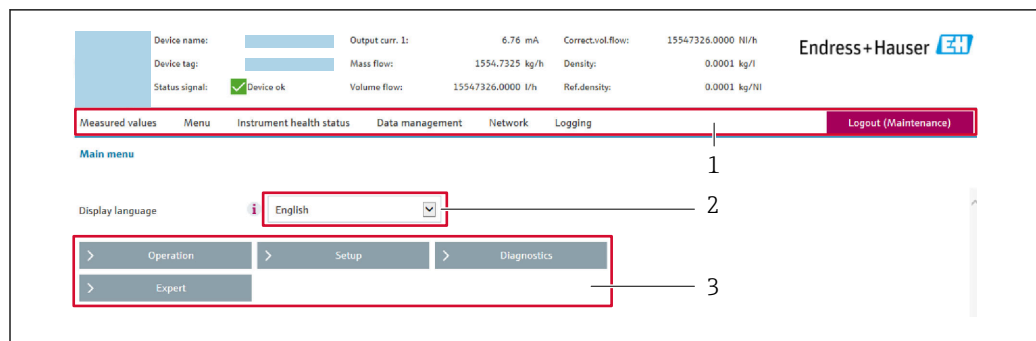 Device name: Output curr. 1: 6.76 mA Correct.vol.flow: 15547326.0000 Nl/h
Endress+Hauser EH
Device tag: Mass flow: 1554.7325 kg/h Density: 0.0001 kg/l
Status signal: Device ok Volume flow: 15547326.0000 l/h Ref.density: 0.0001 kg/Nl
Measured values Menu Instrument health status Data management Network Logging Logout (Maintenance)
1
Main menu
Display language i English 2
> Operation > Setup > Diagnostics
> Expert 3